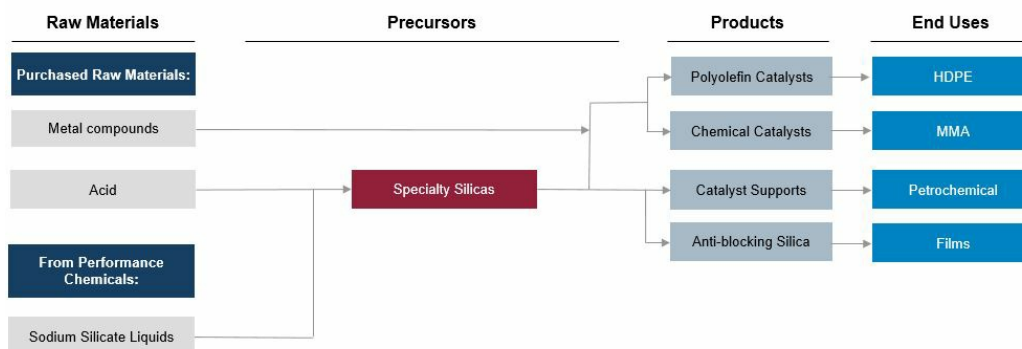 Raw Materials
Precursors
Products
End Uses
Purchased Raw Materials:
Polyolefin Catalysts
HDPE
Metal compounds
Chemical Catalysts
MMA
Acid
Specialty Silicas
Catalyst Supports
Petrochemical
Anti-blocking Silica
Films
From Performance
Chemicals:
Sodium Silicate Liquids